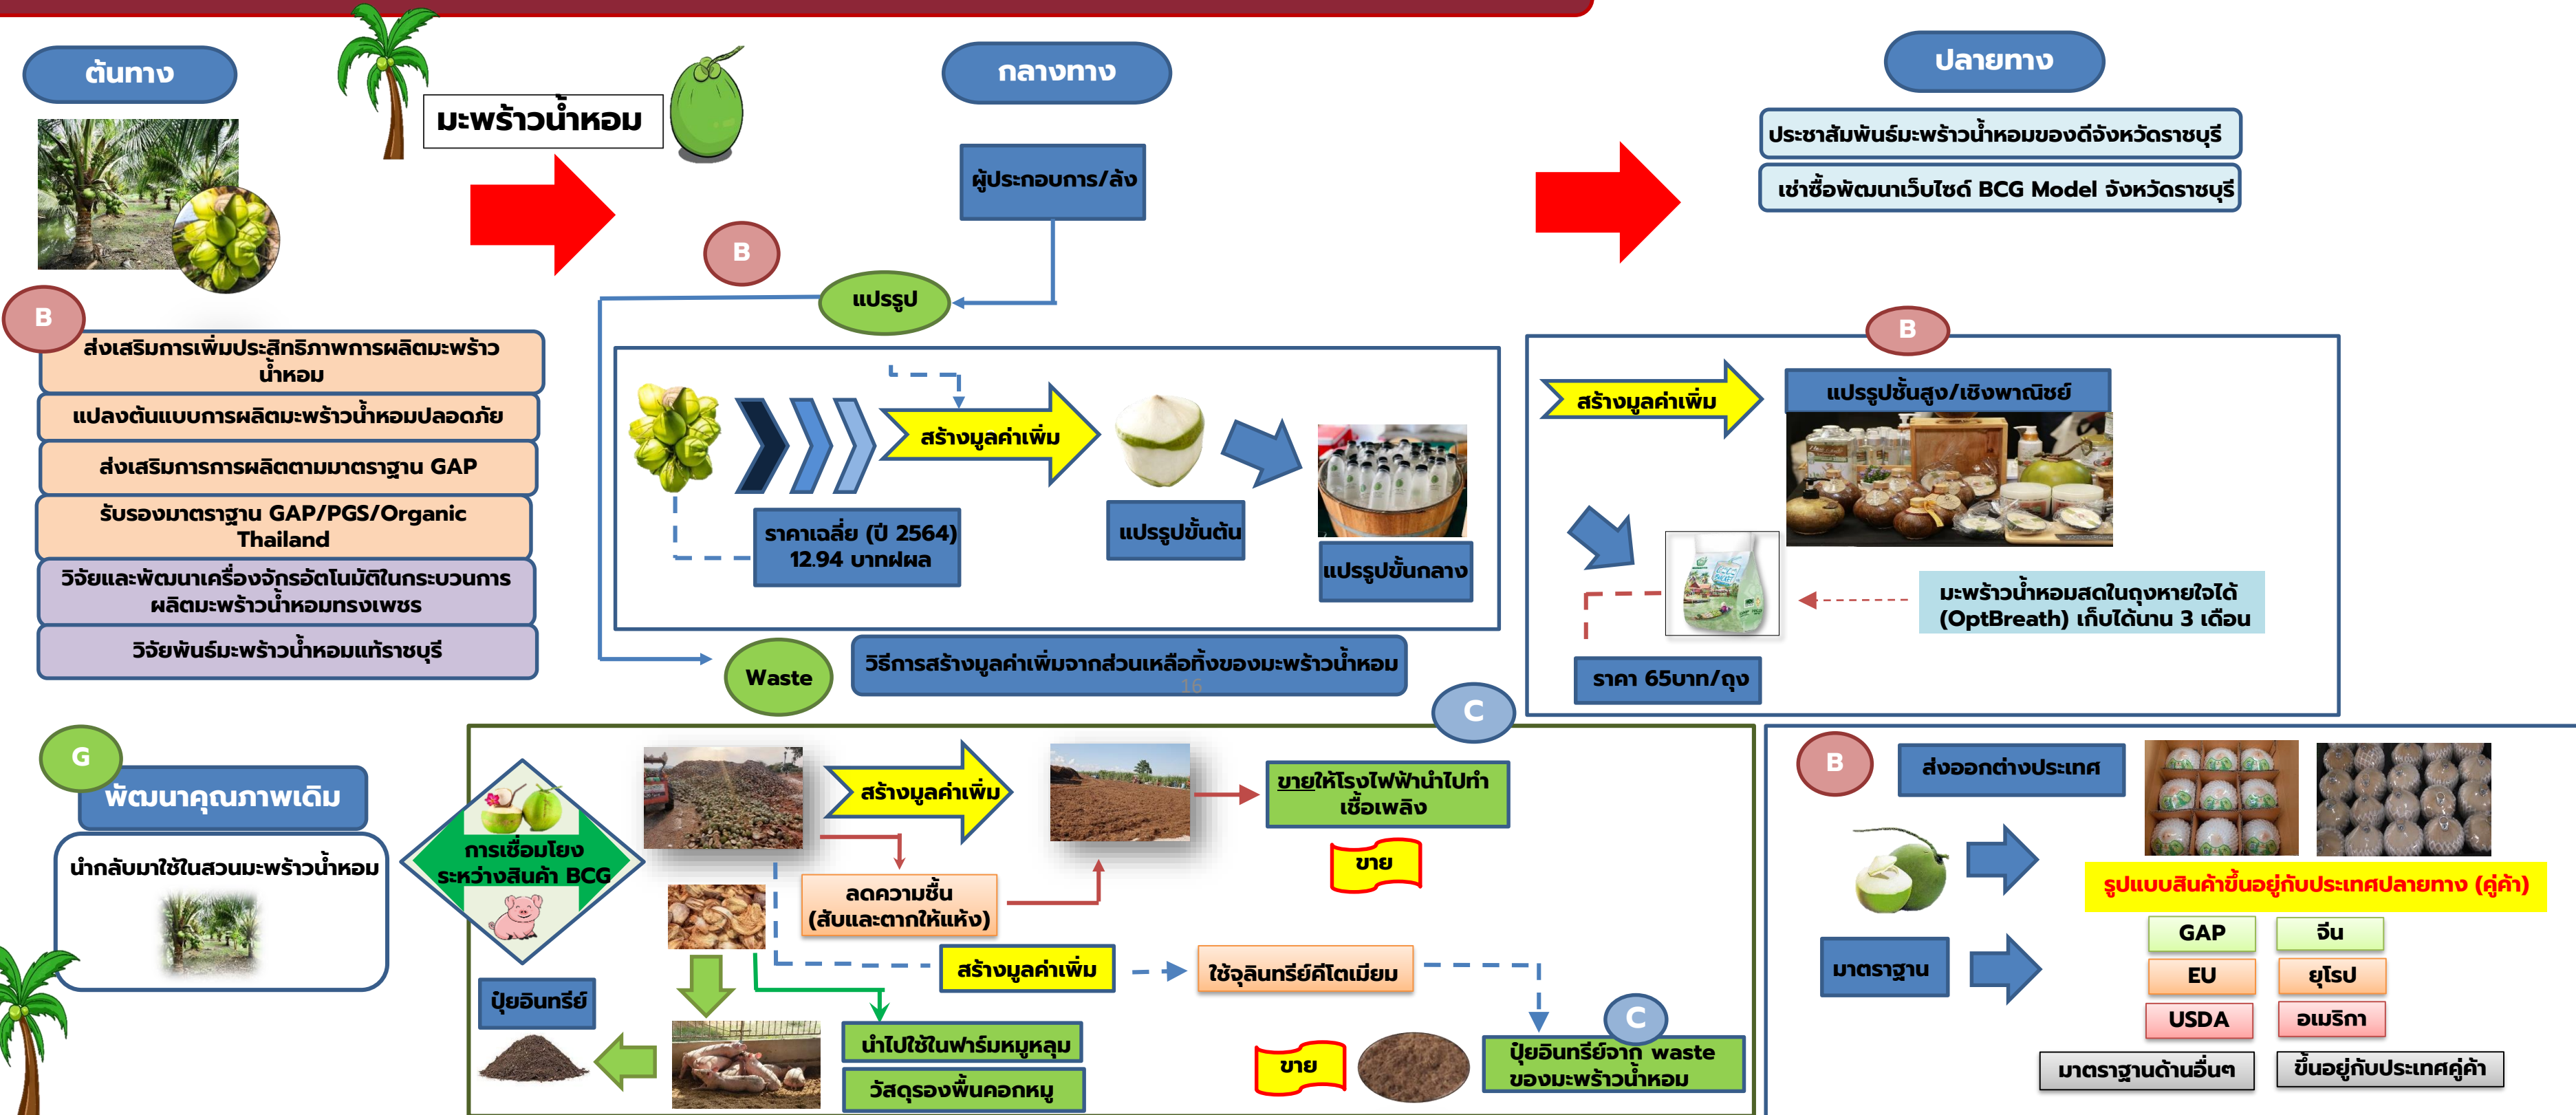 ต้นทาง
มะพร้าวน้ำหอม
กลางทาง
ปลายทาง
ประชาสัมพันธ์มะพร้าวน้ำหอมของดีจังหวัดราชบุรี
เช่าซื้อพัฒนาเว็บไซด์ BCG Model จังหวัดราชบุรี
ผู้ประกอบการ/ล้ง
B
แปรรูป
B
ส่งเสริมการเพิ่มประสิทธิภาพการผลิตมะพร้าว
น้ำหอม
แปลงต้นแบบการผลิตมะพร้าวน้ำหอมปลอดภัย
ส่งเสริมการการผลิตตามมาตราฐาน GAP
รับรองมาตราฐาน GAP/PGS/Organic
Thailand
วิจัยและพัฒนาเครื่องจักรอัตโนมัติในกระบวนการ
ผลิตมะพร้าวน้ำหอมทรงเพชร
วิจัยพันธ์มะพร้าวน้ำหอมแท้ราชบุรี
สร้างมูลค่าเพิ่ม
ราคาเฉลี่ย (ปี 2564)
12.94 บาทฝผล
แปรรูปขั้นต้น
แปรรูปขั้นกลาง
B
สร้างมูลค่าเพิ่ม
แปรรูปชั้นสูง/เชิงพาณิชย์
มะพร้าวน้ำหอมสดในถุงหายใจได้
(OptBreath) เก็บได้นาน 3 เดือน
ราคา 65บาท/ถุง
Waste
วิธีการสร้างมูลค่าเพิ่มจากส่วนเหลือทิ้งของมะพร้าวน้ำหอม
16
C
G
พัฒนาคุณภาพเดิม
นำกลับมาใช้ในสวนมะพร้าวน้ำหอม
การเชื่อมโยง
ระหว่างสินค้า BCG
สร้างมูลค่าเพิ่ม
ขายให้โรงไฟฟ้านำไปทำ
เชื้อเพลิง
ขาย
ลดความชื้น
(สับและตากให้แห้ง)
สร้างมูลค่าเพิ่ม
ใช้จุลินทรีย์คีโตเมียม
ปุ๋ยอินทรีย์
นำไปใช้ในฟาร์มหมูหลุม
วัสดุรองพื้นคอกหมู
ขาย
C
ปุ๋ยอินทรีย์จาก waste
ของมะพร้าวน้ำหอม
B
ส่งออกต่างประเทศ
รูปแบบสินค้าขึ้นอยู่กับประเทศปลายทาง (คู่ค้า)
มาตราฐาน
GAP
จีน
EU
ยุโรป
USDA
อเมริกา
มาตราฐานด้านอื่นๆ
ขึ้นอยู่กับประเทศคู่ค้า